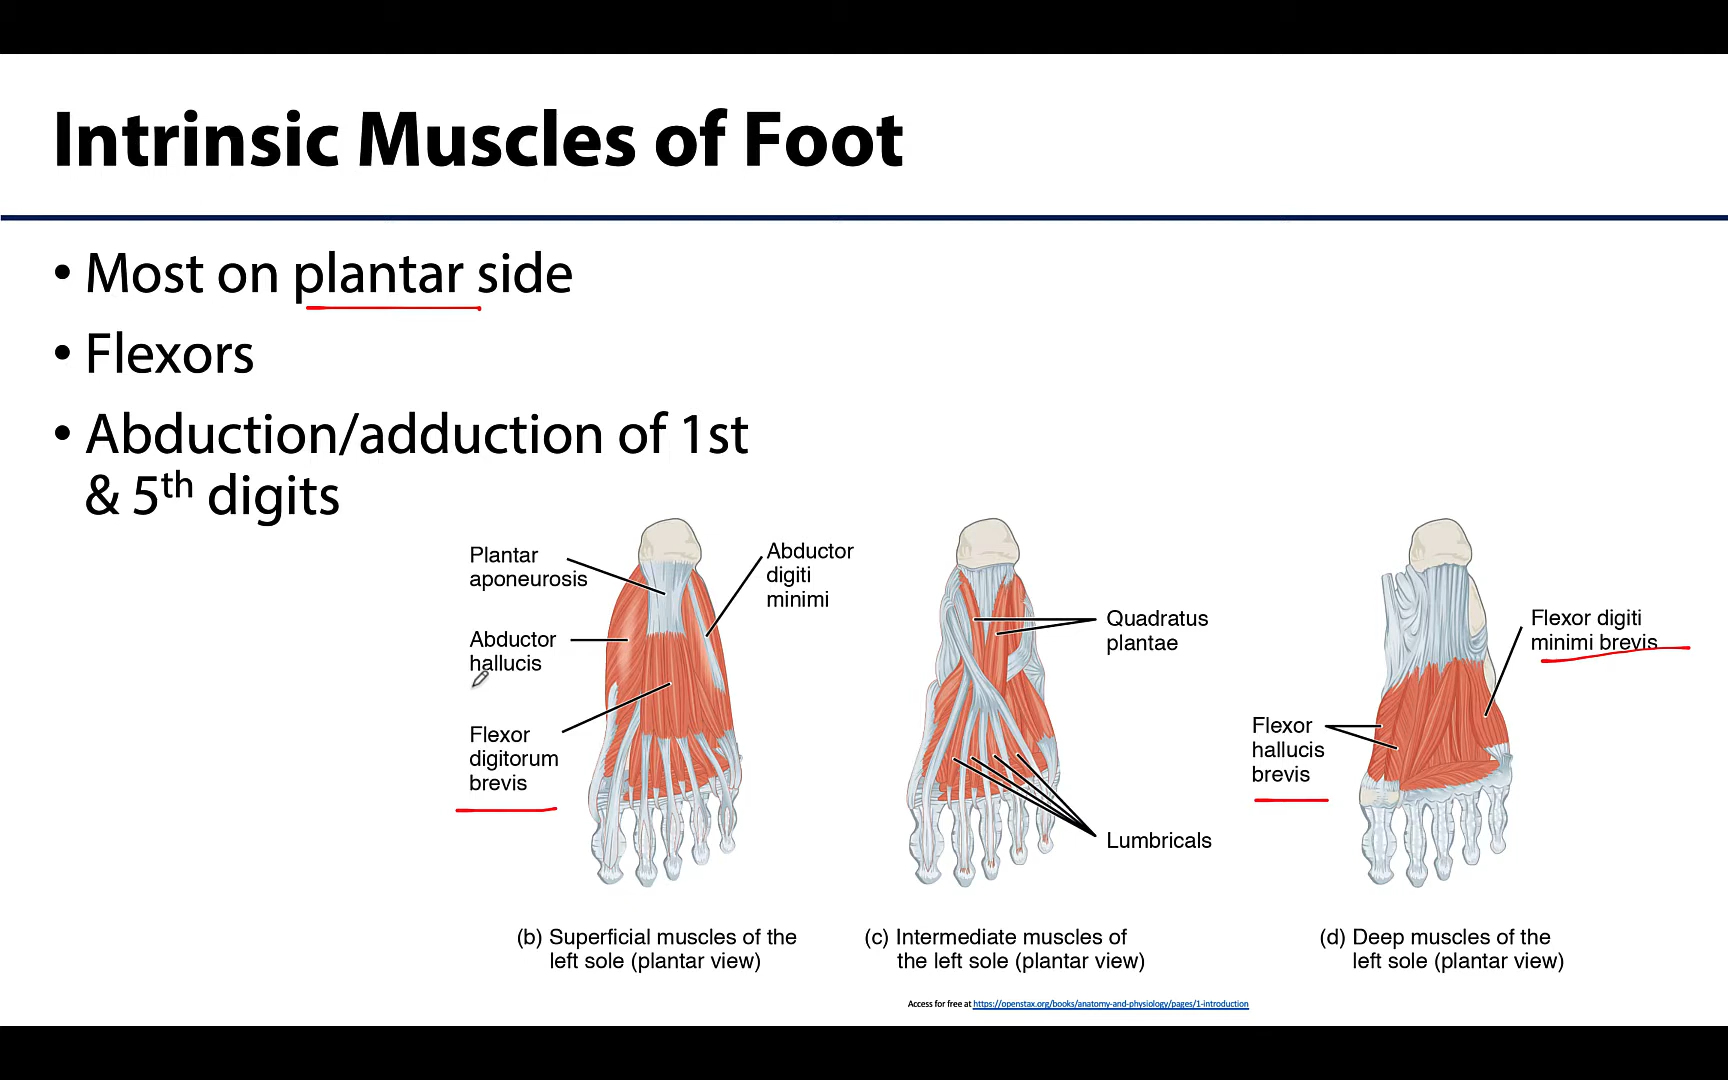 Intrinsic Muscles of Foot
• Most on plantar side
• Flexors
• Abduction/adduction of 1st
& 5th digits
Plantar
aponeurosis
Abductor
hallucis
Flexor
digitorum
brevis
Abductor
digiti
minimi
(b) Superficial muscles of the
left sole (plantar view)
Quadratus
plantae
Lumbricals
(c) Intermediate muscles of
the left sole (plantar view)
Flexor digiti
minimi brevis
Flexor
hallucis
brevis
(d) Deep muscles of the
left sole (plantar view)
Access for free at https://openstax.org/books/anatomy-and-physiology/pages/1-introduction